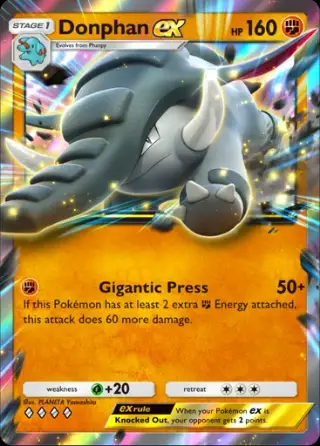 STAGE 1
Donphan ex
HP 160
Evolves from Phanpy
Gigantic Press 50+
If this Pokémon has at least 2 extra Energy attached,
this attack does 60 more damage.
weakness +20 retreat
Illus. PLANETA Yamashita
ex rule
When your Pokémon ex is
Knocked Out, your opponent gets 2 points.